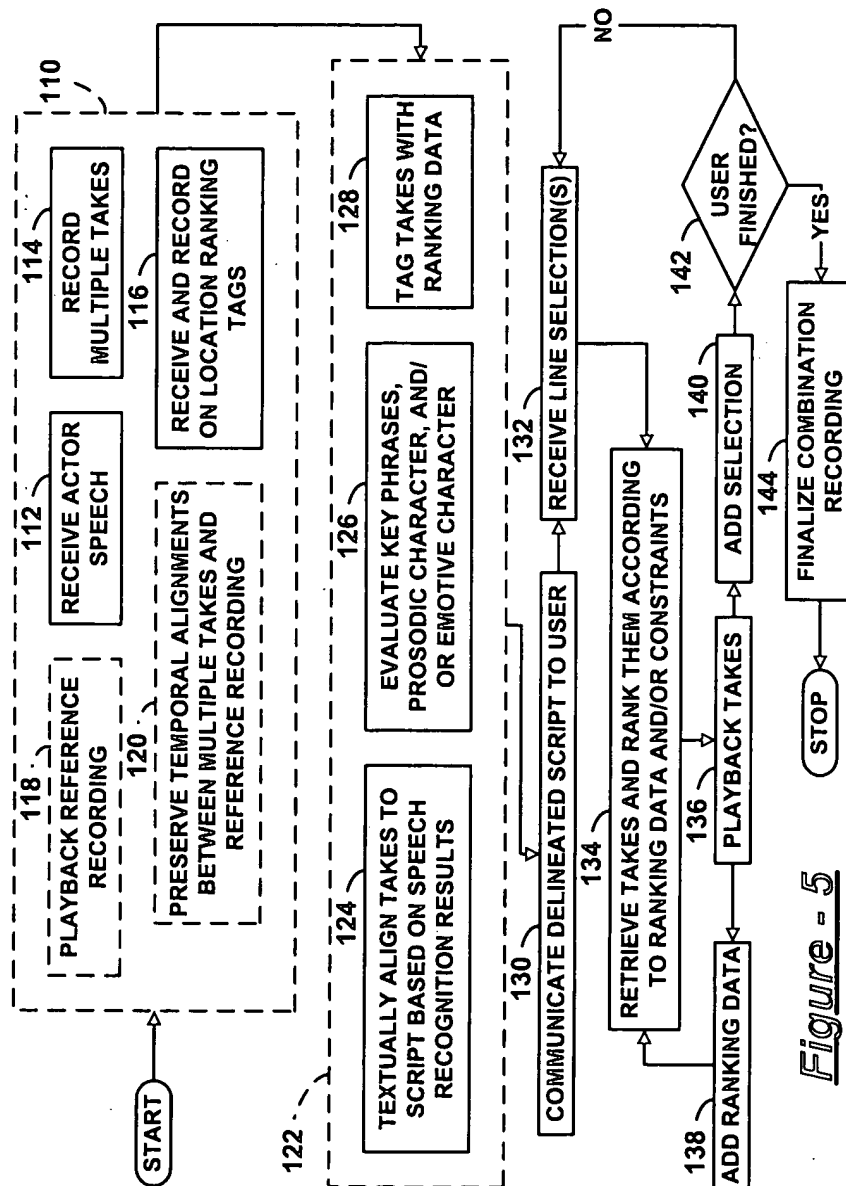 START
110
118
PLAYBACK REFERENCE
RECORDING
112
RECEIVE ACTOR
SPEECH
114
RECORD
MULTIPLE TAKES
120
PRESERVE TEMPORAL ALIGNMENTS
BETWEEN MULTIPLE TAKES AND
REFERENCE RECORDING
116
RECEIVE AND RECORD
ON LOCATION RANKING
TAGS
122
124
TEXTUALLY ALIGN TAKES TO
SCRIPT BASED ON SPEECH
RECOGNITION RESULTS
126
EVALUATE KEY PHRASES,
PROSODIC CHARACTER, AND/
OR EMOTIVE CHARACTER
128
TAG TAKES WITH
RANKING DATA
130
COMMUNICATE DELINEATED SCRIPT TO USER
132
RECEIVE LINE SELECTION(S)
NO
134
RETRIEVE TAKES AND RANK THEM ACCORDING
TO RANKING DATA AND/OR CONSTRAINTS
138
ADD RANKING DATA
136
PLAYBACK TAKES
140
ADD SELECTION
142
USER
FINISHED?
YES
144
FINALIZE COMBINATION
RECORDING
STOP
Figure - 5